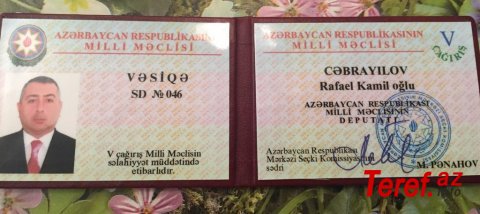 AZƏRBAYCAN RESPUBLİKASININ
MİLLİ MƏCLİSİ
VƏSİQƏ
SD № 046
V çağırış Milli Məclisin
səlahiyyət müddətində
etibarlıdır.
AZƏRBAYCAN RESPUBLİKASININ
MİLLİ MƏCLİSİ
V
ÇAĞIRIŞ
CƏBRAYILOV
Rafael Kamil oğlu
AZƏRBAYCAN RESPUBLİKASI
MİLLİ MƏCLİSİNİN
DEPUTATI
Azərbaycan Respublikası
Mərkəzi Seçki Komissiyasının
sədri
M. PƏNAHOV
Teref.az